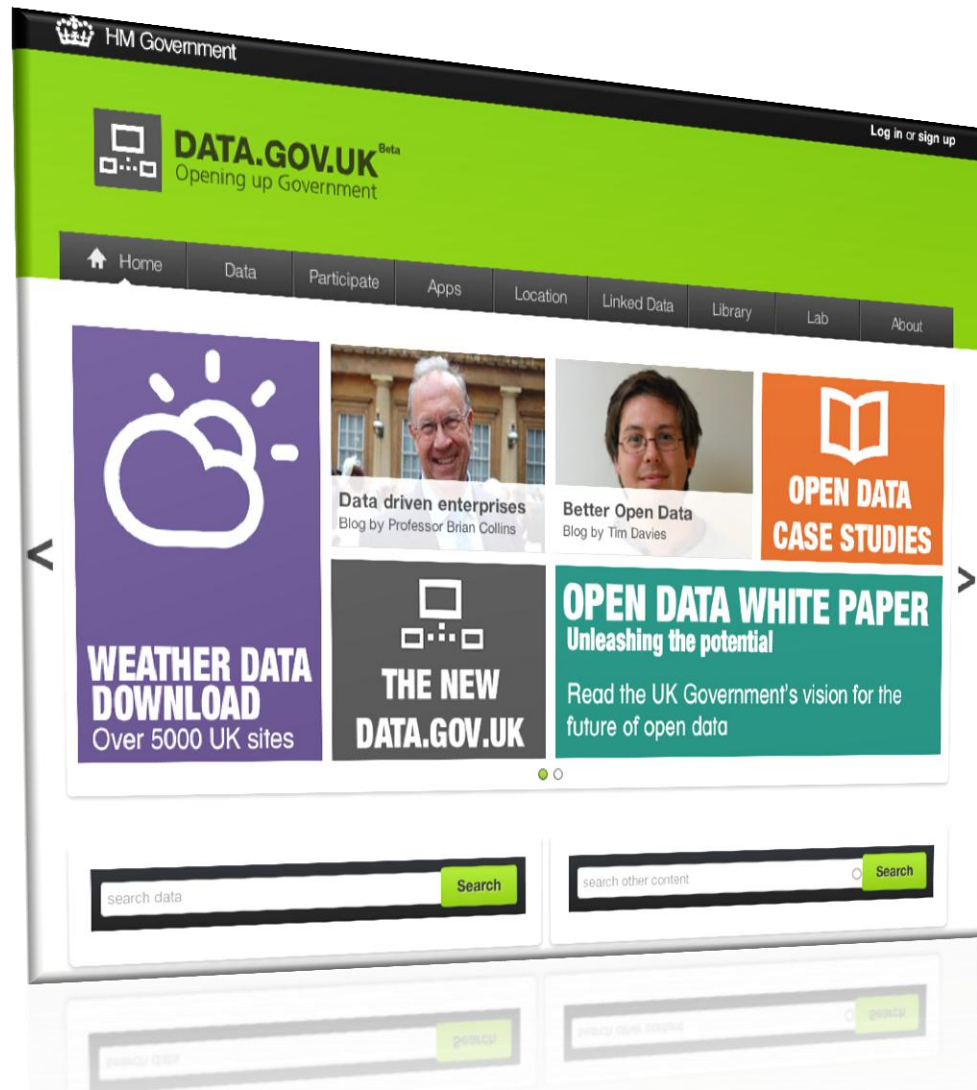 HM Government
Log in or sign up
DATA.GOV.UK Beta
Opening up Government
Home
Data
Participate
Apps
Location
Linked Data
Library
Lab
About
WEATHER DATA
DOWNLOAD
Over 5000 UK sites
Data driven enterprises
Blog by Professor Brian Collins
Better Open Data
Blog by Tim Davies
OPEN DATA
CASE STUDIES
THE NEW
DATA.GOV.UK
OPEN DATA WHITE PAPER
Unleashing the potential
Read the UK Government's vision for the
future of open data
<
>
search data
Search
search other content
Search